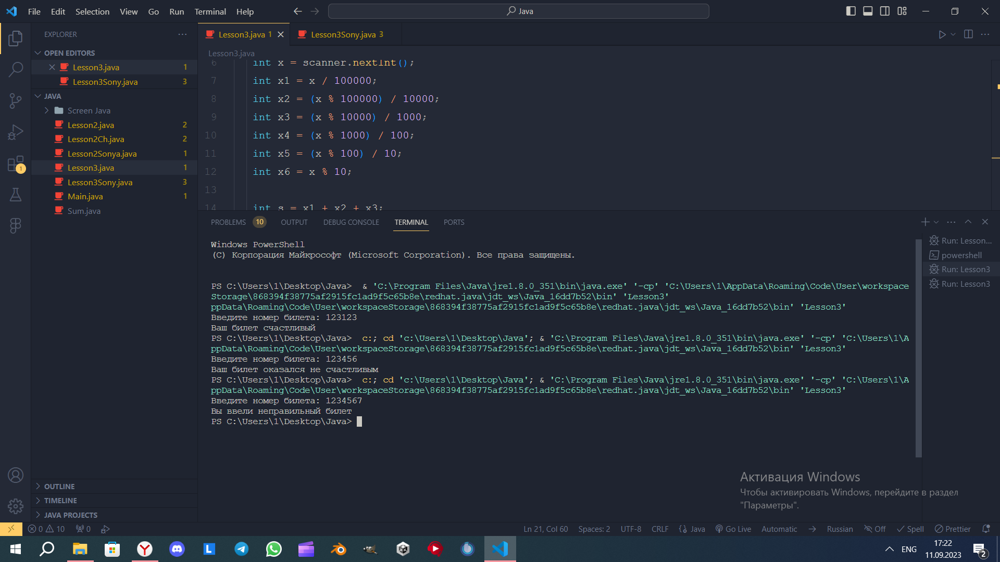 File Edit Selection View Go Run Terminal Help
Java
EXPLORER
OPEN EDITORS
Lesson3.java 1
Lesson3Sony.java 3
JAVA
Screen Java
Lesson2.java 2
Lesson2Ch.java 2
Lesson2Sonya.java 1
Lesson3.java 1
Lesson3Sony.java 3
Main.java 1
Sum.java
1
OUTLINE
TIMELINE
JAVA PROJECTS
Lesson3.java 1
Lesson3Sony.java 3
Lesson3.java
6 int x = scanner.nextInt();
7 int x1 = x / 100000;
8 int x2 = (x % 100000) / 10000;
9 int x3 = (x % 10000) / 1000;
10 int x4 = (x % 1000) / 100;
11 int x5 = (x % 100) / 10;
12 int x6 = x % 10;
13
14 int s = x1 + x2 + x3;
PROBLEMS 10 OUTPUT DEBUG CONSOLE TERMINAL PORTS
Windows PowerShell
(C) Корпорация Майкрософт (Microsoft Corporation). Все права защищены.
PS C:\Users\1\Desktop\Java>  & 'C:\Program Files\Java\jre1.8.0_351\bin\java.exe' '-cp' 'C:\Users\1\AppData\Roaming\Code\User\workspace
Storage\868394f38775af2915fc1ad9f5c65b8e\redhat.java\jdt_ws\Java_16dd7b52\bin' 'Lesson3'
ppData\Roaming\Code\User\workspaceStorage\868394f38775af2915fc1ad9f5c65b8e\redhat.java\jdt_ws\Java_16dd7b52\bin' 'Lesson3'
Введите номер билета: 123123
Ваш билет счастливый
PS C:\Users\1\Desktop\Java>  c:; cd 'c:\Users\1\Desktop\Java'; & 'C:\Program Files\Java\jre1.8.0_351\bin\java.exe' '-cp' 'C:\Users\1\A
ppData\Roaming\Code\User\workspaceStorage\868394f38775af2915fc1ad9f5c65b8e\redhat.java\jdt_ws\Java_16dd7b52\bin' 'Lesson3'
Введите номер билета: 123456
Ваш билет оказался не счастливым
PS C:\Users\1\Desktop\Java>  c:; cd 'c:\Users\1\Desktop\Java'; & 'C:\Program Files\Java\jre1.8.0_351\bin\java.exe' '-cp' 'C:\Users\1\A
ppData\Roaming\Code\User\workspaceStorage\868394f38775af2915fc1ad9f5c65b8e\redhat.java\jdt_ws\Java_16dd7b52\bin' 'Lesson3'
Введите номер билета: 1234567
Вы ввели неправильный билет
PS C:\Users\1\Desktop\Java>
Run: Lesson...
powershell
Run: Lesson3
Run: Lesson3
Активация Windows
Чтобы активировать Windows, перейдите в раздел
"Параметры".
0 10 0 Ln 21, Col 60 Spaces: 2 UTF-8 CRLF Java Go Live Automatic Russian Off Spell Prettier
ENG
17:22
11.09.2023
2